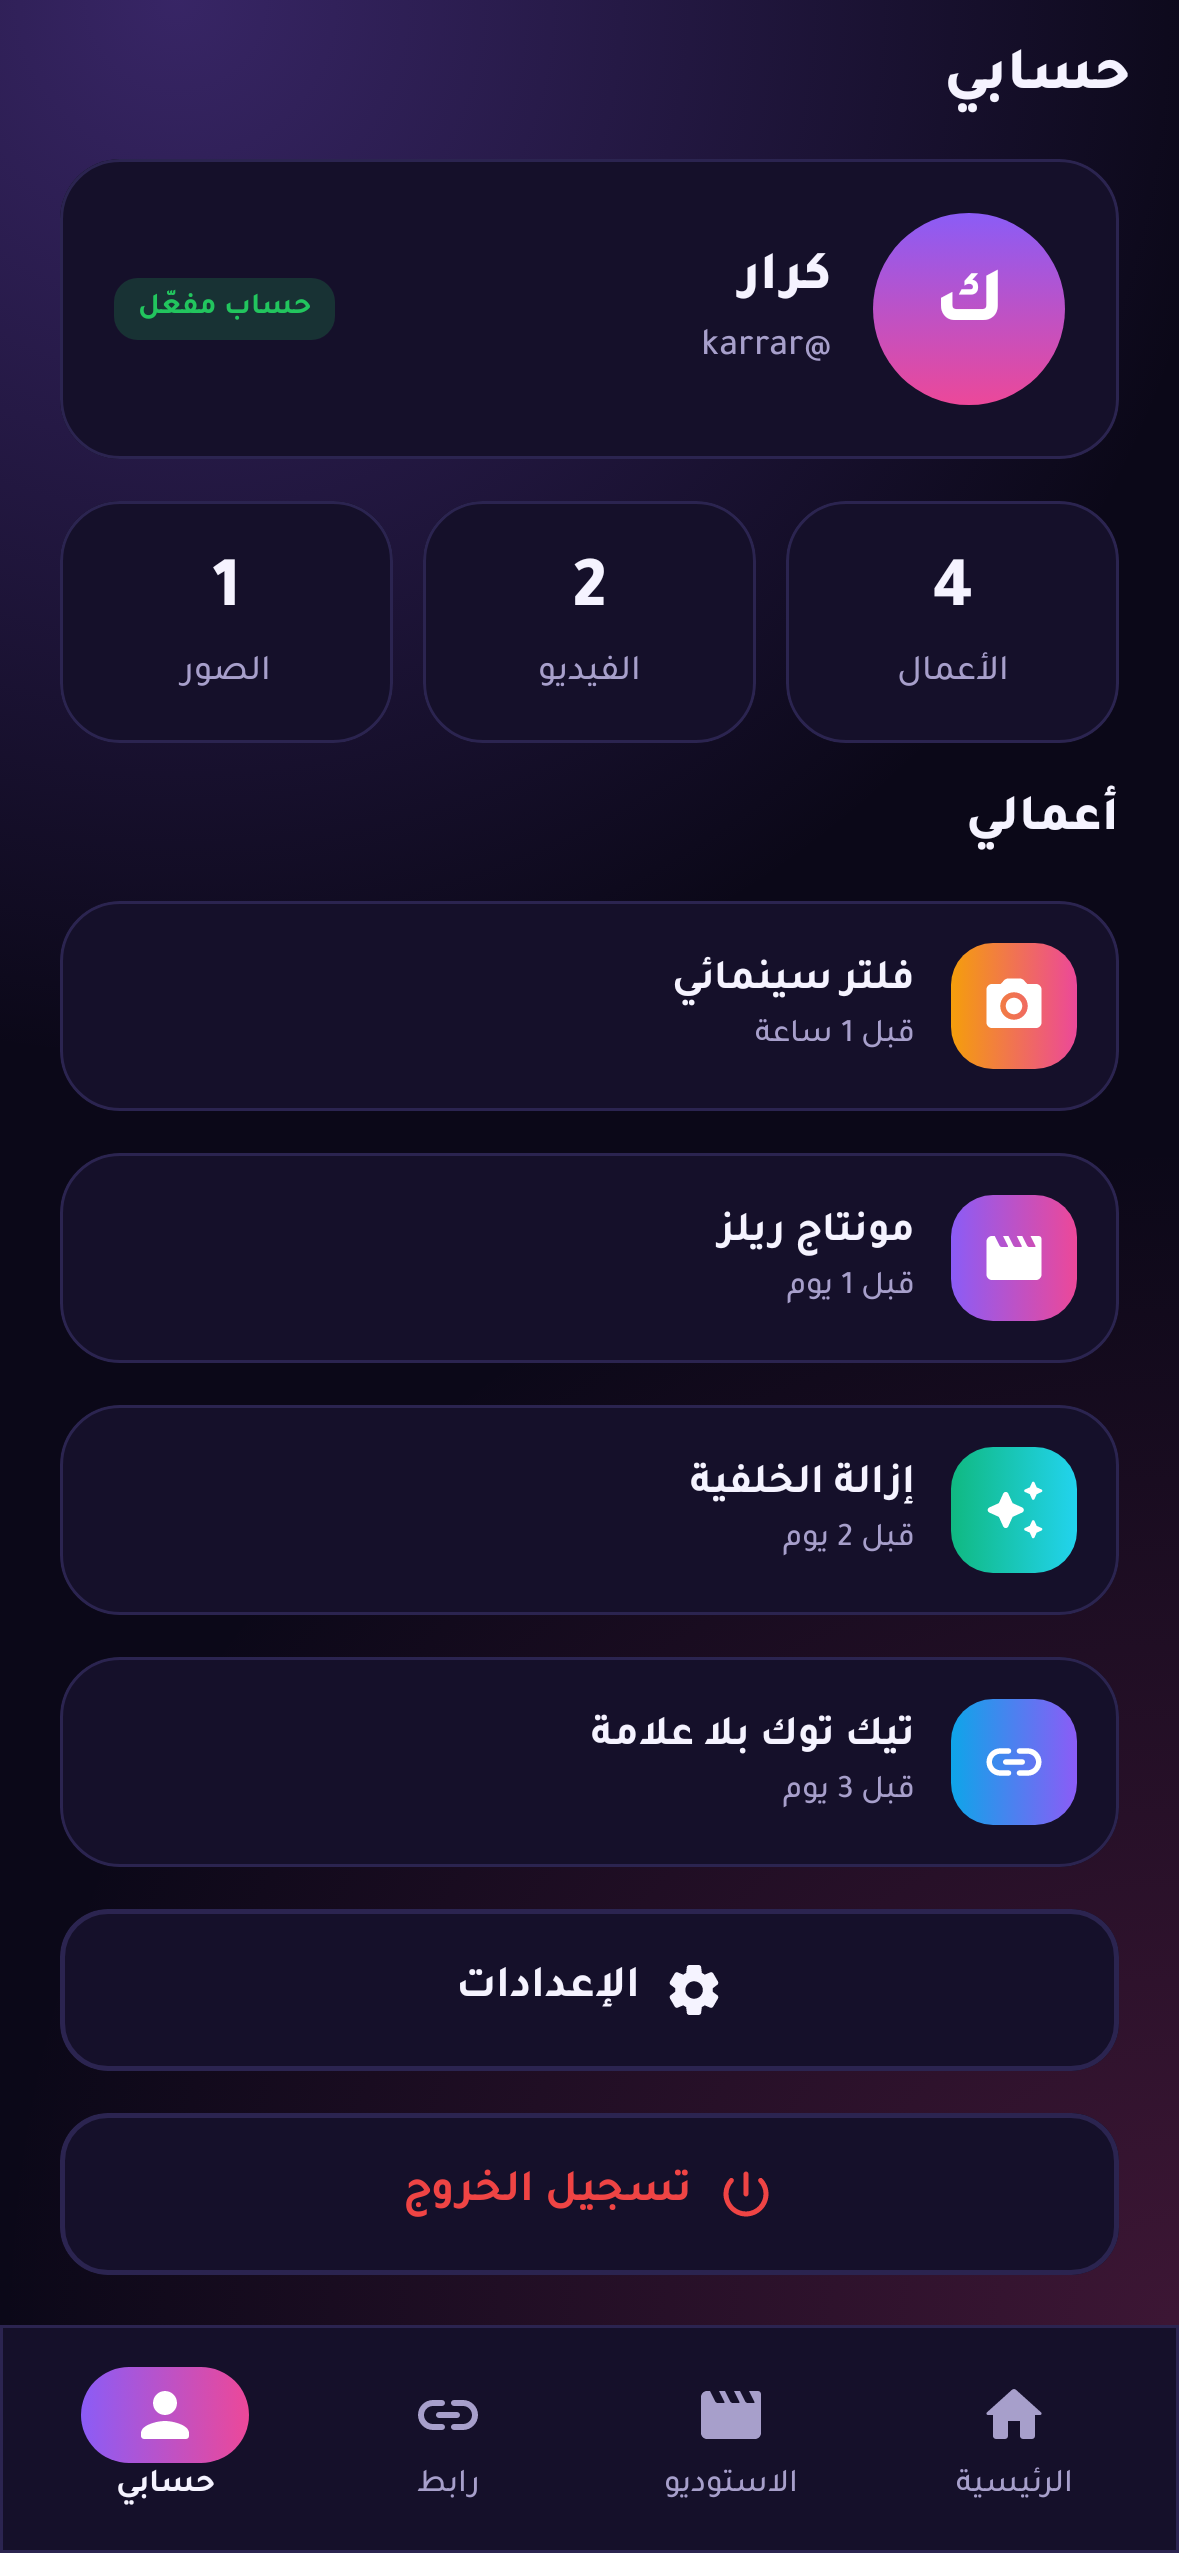 حسابي
ك
كرار
@karrar
حساب مفعّل
4
الأعمال
2
الفيديو
1
الصور
أعمالي
فلتر سينمائي
قبل 1 ساعة
مونتاج ريلز
قبل 1 يوم
إزالة الخلفية
قبل 2 يوم
تيك توك بلا علامة
قبل 3 يوم
الإعدادات
تسجيل الخروج
الرئيسية
الاستوديو
رابط
حسابي